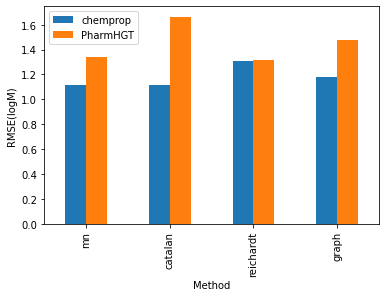 chemprop
PharmHGT
1.6
1.4
1.2
1.0
0.8
0.6
0.4
0.2
0.0
RMSE(logM)
mn
catalan
reichardt
graph
Method